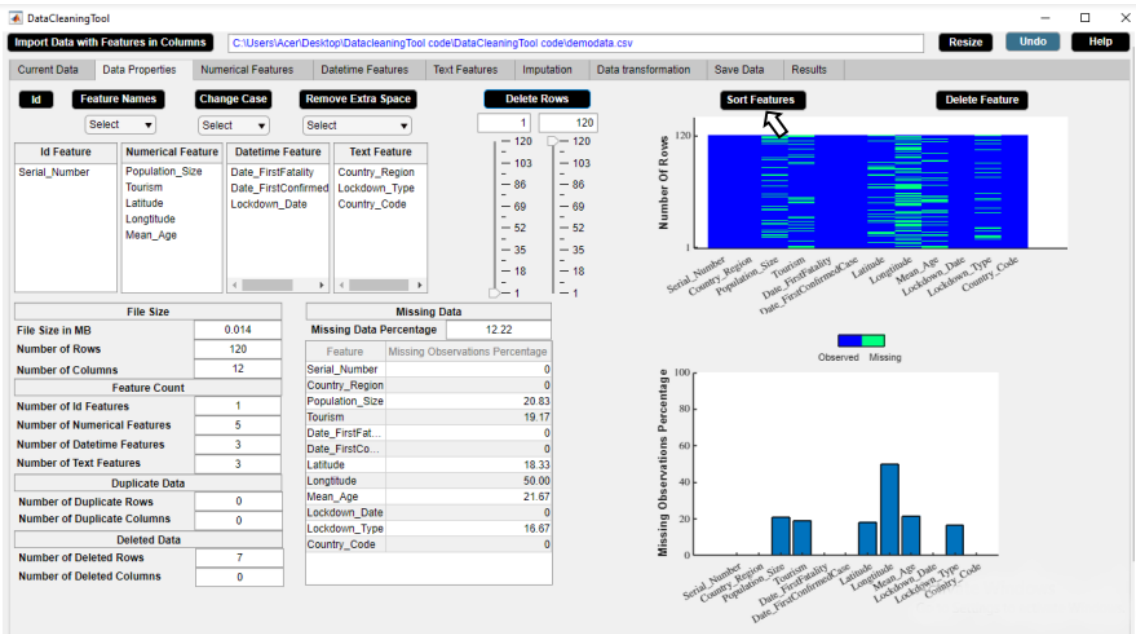 DataCleaningTool
Import Data with Features in Columns C:\Users\Acer\Desktop\DatacleaningTool code\DataCleaningTool code\demodata.csv Resize Undo Help
Current Data Data Properties Numerical Features Datetime Features Text Features Imputation Data transformation Save Data Results
Id Feature Names Change Case Remove Extra Space Delete Rows Sort Features Delete Feature
Select Select Select 1 120
Id Feature Numerical Feature Datetime Feature Text Feature
Serial_Number Population_Size Date_FirstFatality Country_Region
Tourism Date_FirstConfirmed Lockdown_Type
Latitude Lockdown_Date Country_Code
Longtitude
Mean_Age
120 120
103 103
86 86
69 69
52 52
35 35
18 18
1 1
Number Of Rows
120
1
Serial_Number Country_Region Population_Size Tourism Date_FirstFatality Date_FirstConfirmedCase Latitude Longtitude Mean_Age Lockdown_Date Lockdown_Type Country_Code
Observed Missing
File Size
File Size in MB 0.014
Number of Rows 120
Number of Columns 12
Feature Count
Number of Id Features 1
Number of Numerical Features 5
Number of Datetime Features 3
Number of Text Features 3
Duplicate Data
Number of Duplicate Rows 0
Number of Duplicate Columns 0
Deleted Data
Number of Deleted Rows 7
Number of Deleted Columns 0
Missing Data
Missing Data Percentage 12.22
Feature Missing Observations Percentage
Serial_Number 0
Country_Region 0
Population_Size 20.83
Tourism 19.17
Date_FirstFat... 0
Date_FirstCo... 0
Latitude 18.33
Longtitude 50.00
Mean_Age 21.67
Lockdown_Date 0
Lockdown_Type 16.67
Country_Code 0
Missing Observations Percentage
100
80
60
40
20
0
Serial_Number Country_Region Population_Size Tourism Date_FirstFatality Date_FirstConfirmedCase Latitude Longtitude Mean_Age Lockdown_Date Lockdown_Type Country_Code